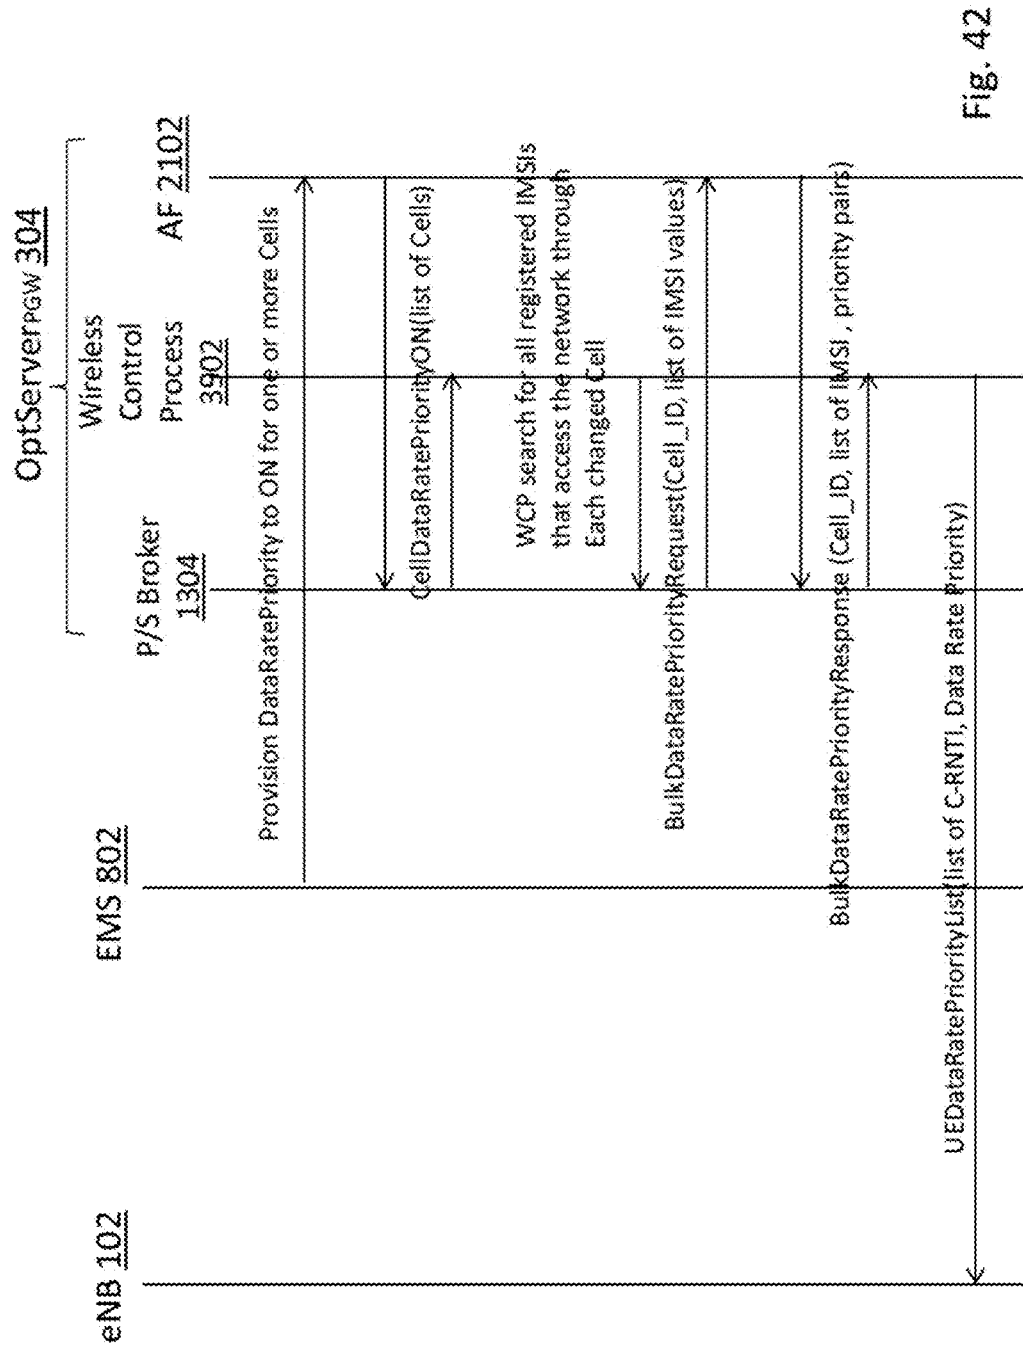 OptServerPGW 304
eNB 102
EMS 802
P/S Broker
1304
Wireless
Control
Process
3902
AF 2102
Provision DataRatePriority to ON for one or more Cells
CellDataRatePriorityON(list of Cells)
WCP search for all registered IMSIs
that access the network through
Each changed Cell
BulkDataRatePriorityRequest(Cell_ID, list of IMSI values)
BulkDataRatePriorityResponse (Cell_ID, list of IMSI , priority pairs)
UEDataRatePriorityList(list of C-RNTI, Data Rate Priority)
Fig. 42